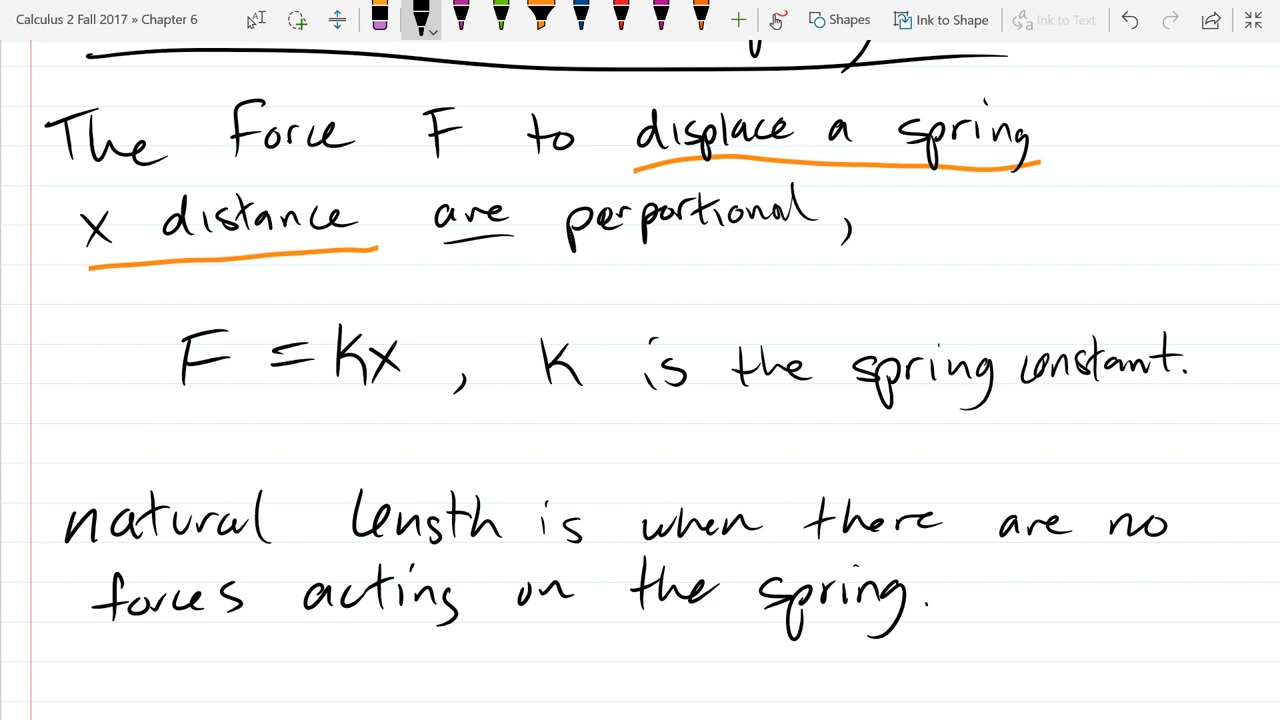 Calculus 2 Fall 2017 » Chapter 6
Shapes
Ink to Shape
Ink to Text
The Force F to displace a spring
x distance are perportional,
F = kx , K is the spring constant.
natural length is when there are no
forces acting on the spring.